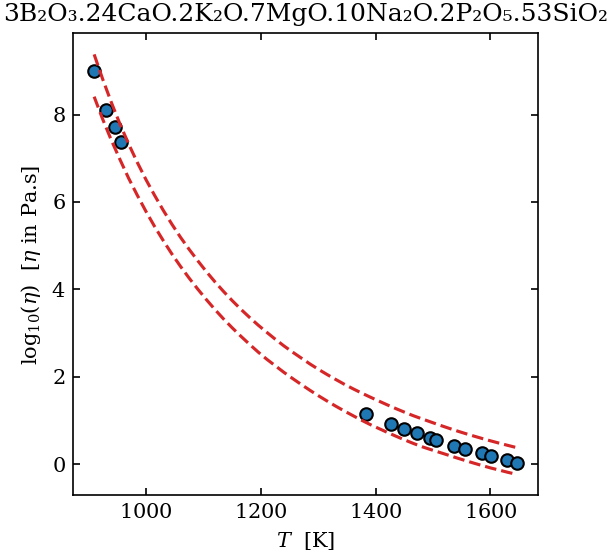 3B₂O₃.24CaO.2K₂O.7MgO.10Na₂O.2P₂O₅.53SiO₂
log₁₀(η) [η in Pa.s]
8
6
4
2
0
1000 1200 1400 1600
T [K]